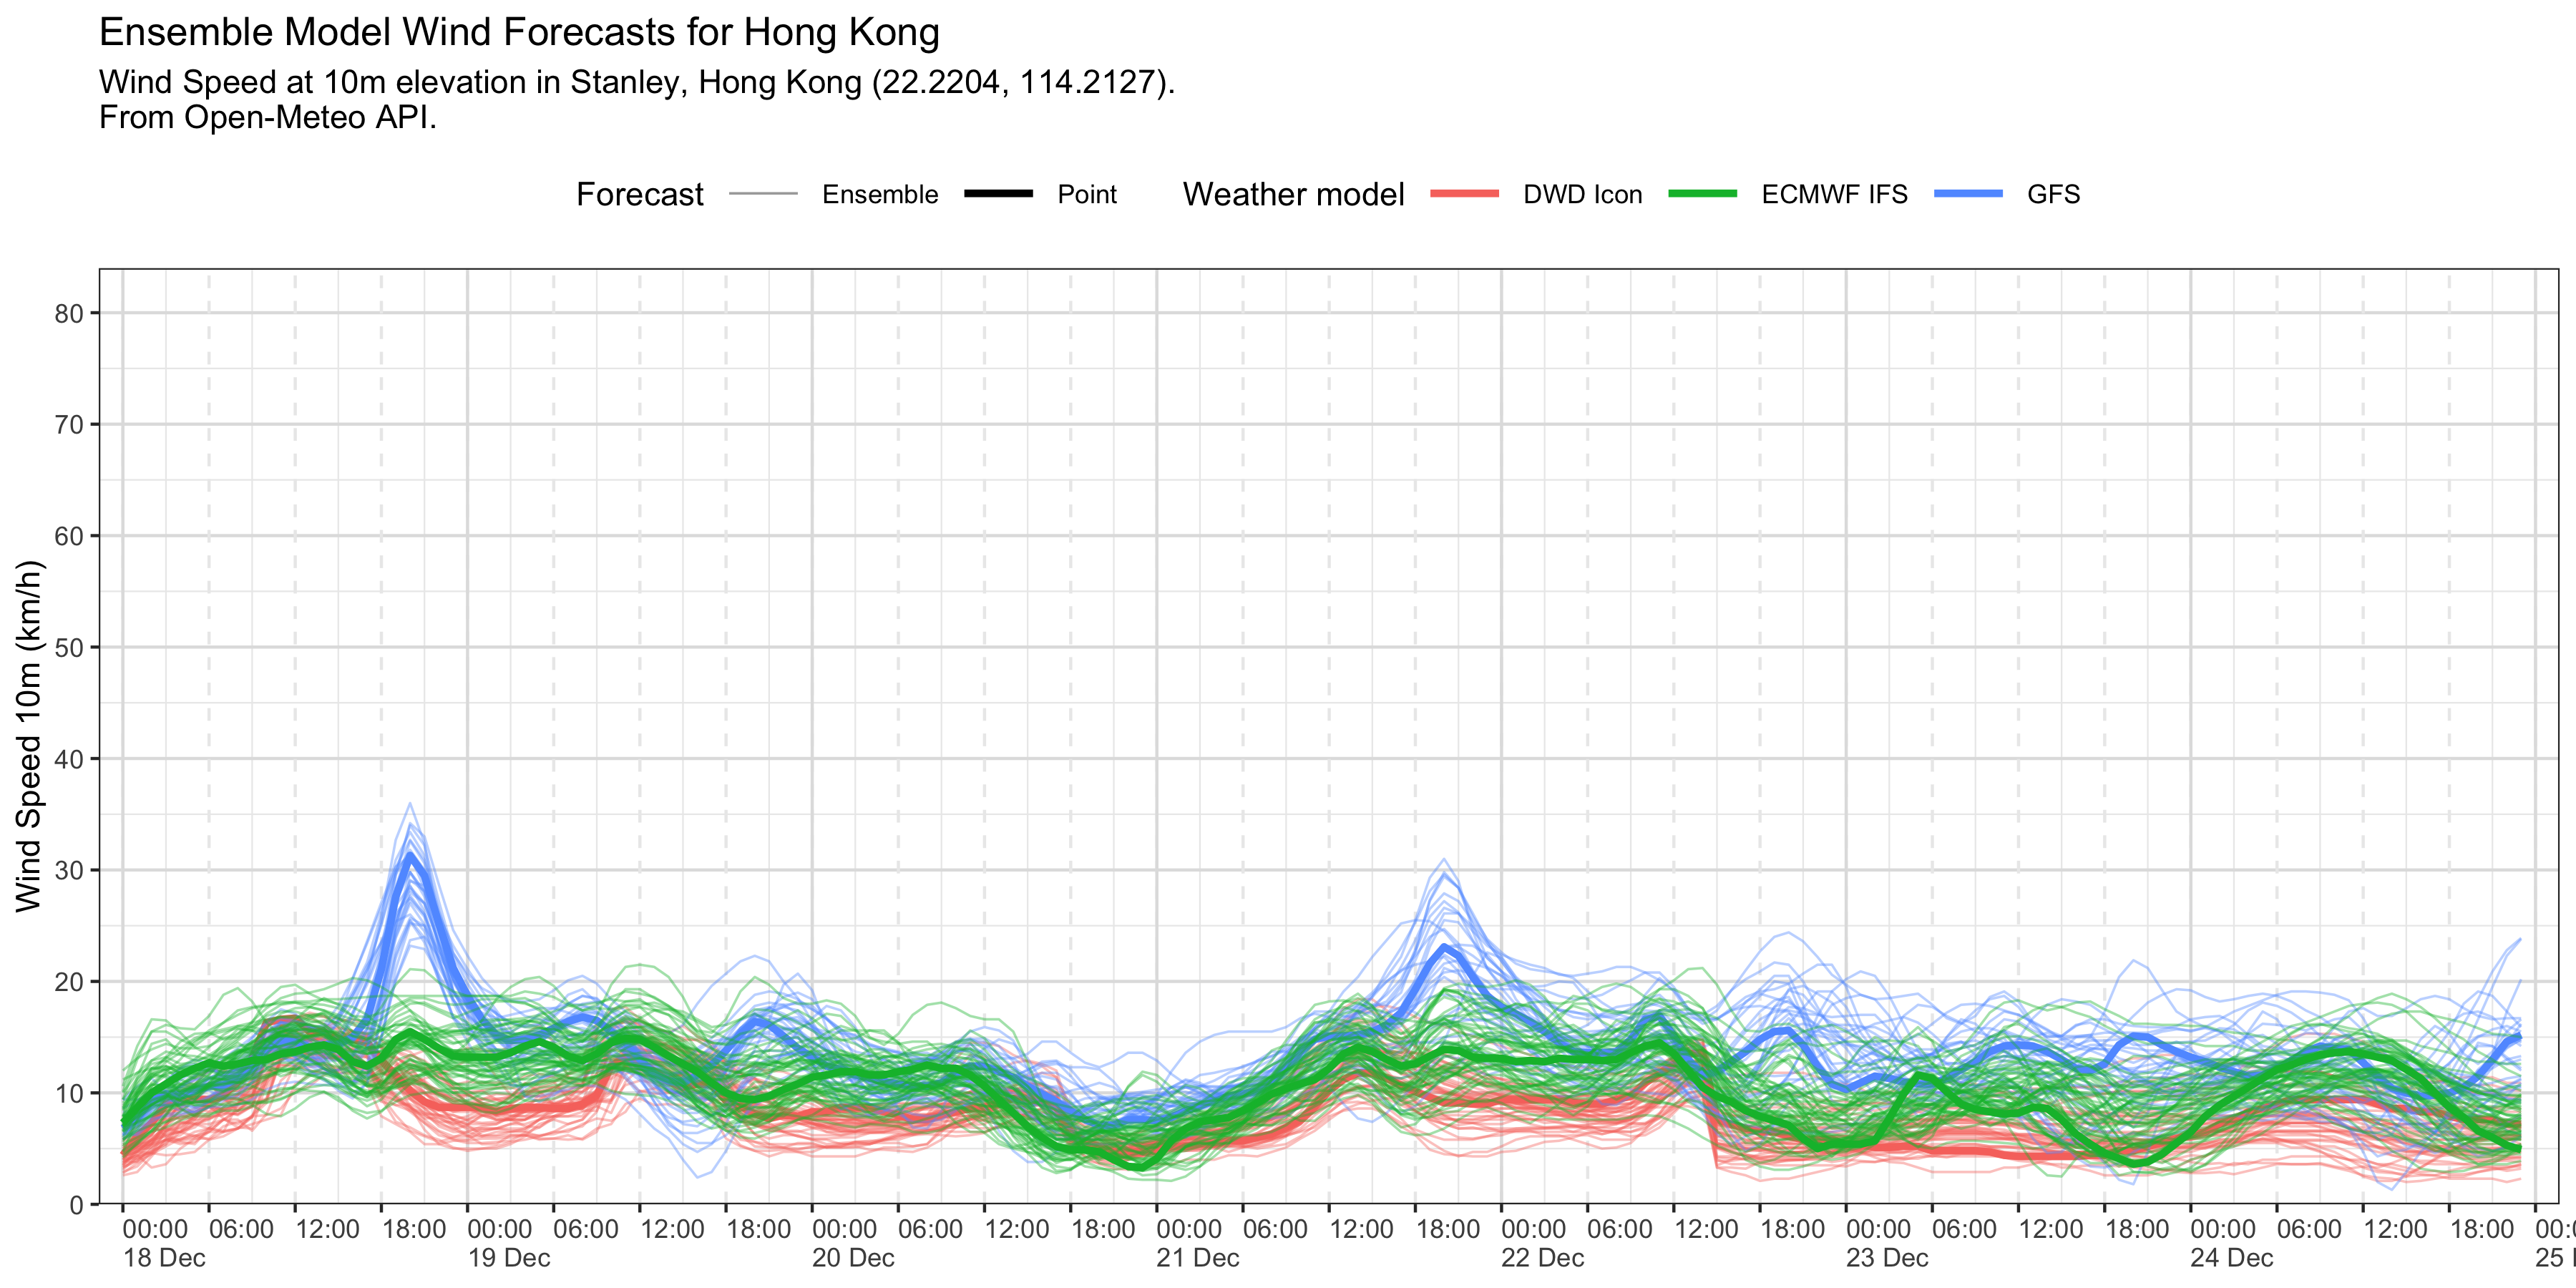 Ensemble Model Wind Forecasts for Hong Kong
Wind Speed at 10m elevation in Stanley, Hong Kong (22.2204, 114.2127).
From Open-Meteo API.
Forecast Ensemble Point Weather model DWD Icon ECMWF IFS GFS
Wind Speed 10m (km/h)
80
70
60
50
40
30
20
10
0
00:00 06:00 12:00 18:00 00:00 06:00 12:00 18:00 00:00 06:00 12:00 18:00 00:00 06:00 12:00 18:00 00:00 06:00 12:00 18:00 00:00 06:00 12:00 18:00 00:00 06:00 12:00 18:00
18 Dec 19 Dec 20 Dec 21 Dec 22 Dec 23 Dec 24 Dec 25